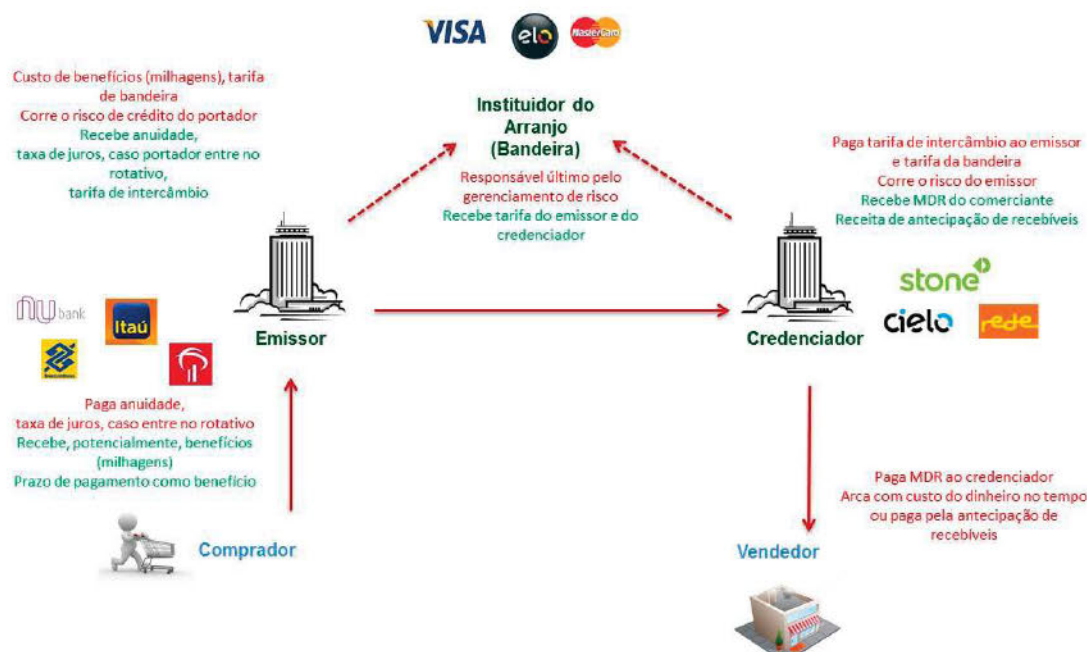 VISA
elo
MasterCard
Custo de benefícios (milhagens), tarifa
de bandeira
Corre o risco de crédito do portador
Recebe anuidade,
taxa de juros, caso portador entre no
rotativo,
tarifa de intercâmbio
Instituidor do
Arranjo
(Bandeira)
Responsável último pelo
gerenciamento de risco
Recebe tarifa do emissor e do
credenciador
Paga tarifa de intercâmbio ao emissor
e tarifa da bandeira
Corre o risco do emissor
Recebe MDR do comerciante
Receita de antecipação de recebíveis
nu bank
Itaú
Emissor
stone
cielo
rede
Credenciador
Paga anuidade,
taxa de juros, caso entre no rotativo
Recebe, potencialmente, benefícios
(milhagens)
Prazo de pagamento como benefício
Comprador
Paga MDR ao credenciador
Arca com custo do dinheiro no tempo
ou paga pela antecipação de
recebíveis
Vendedor